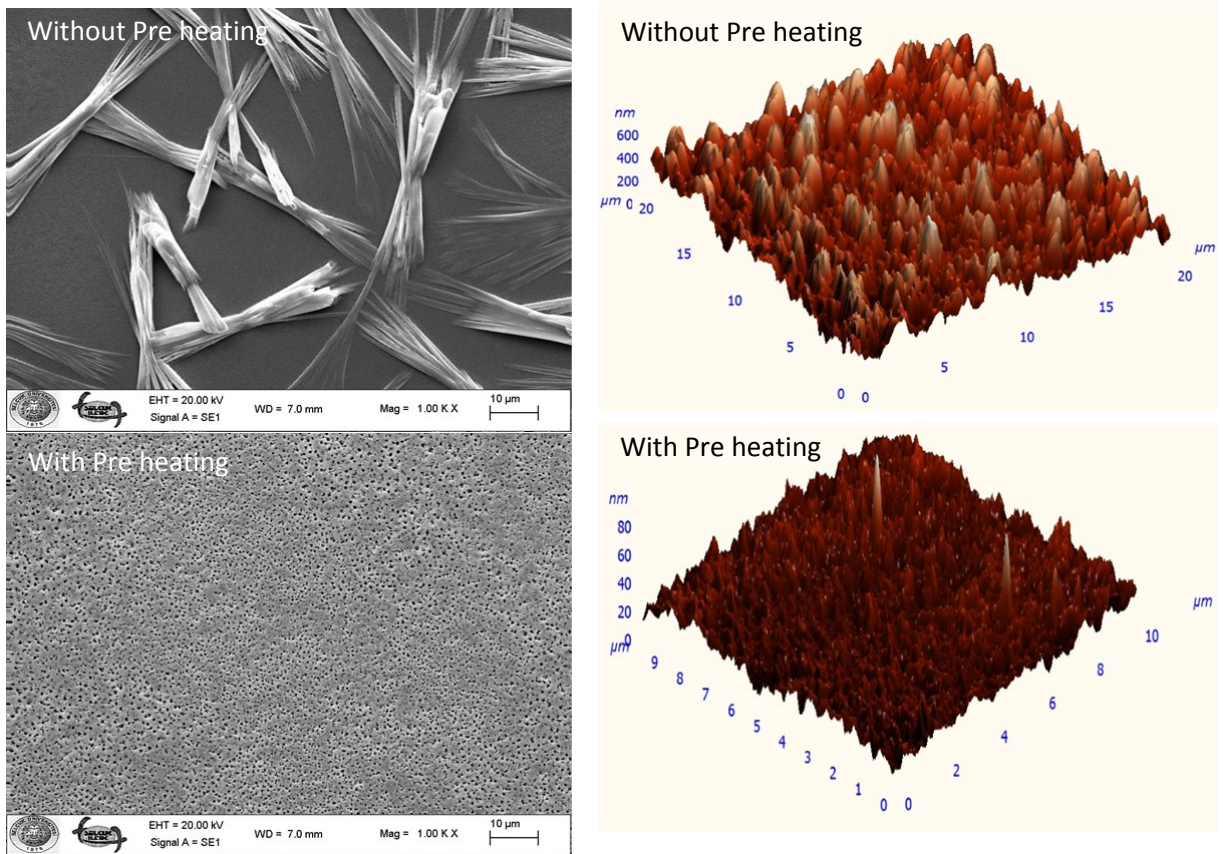 Without Pre heating
EHT = 20.00 kV
Signal A = SE1
WD = 7.0 mm
Mag = 1.00 K X
10 µm
Without Pre heating
nm
600
400
200
0
µm
20
15
10
5
0
0
5
10
15
20
µm
With Pre heating
EHT = 20.00 kV
Signal A = SE1
WD = 7.0 mm
Mag = 1.00 K X
10 µm
With Pre heating
nm
80
60
40
20
0
µm
9
8
7
6
5
4
3
2
1
0
0
2
4
6
8
10
µm